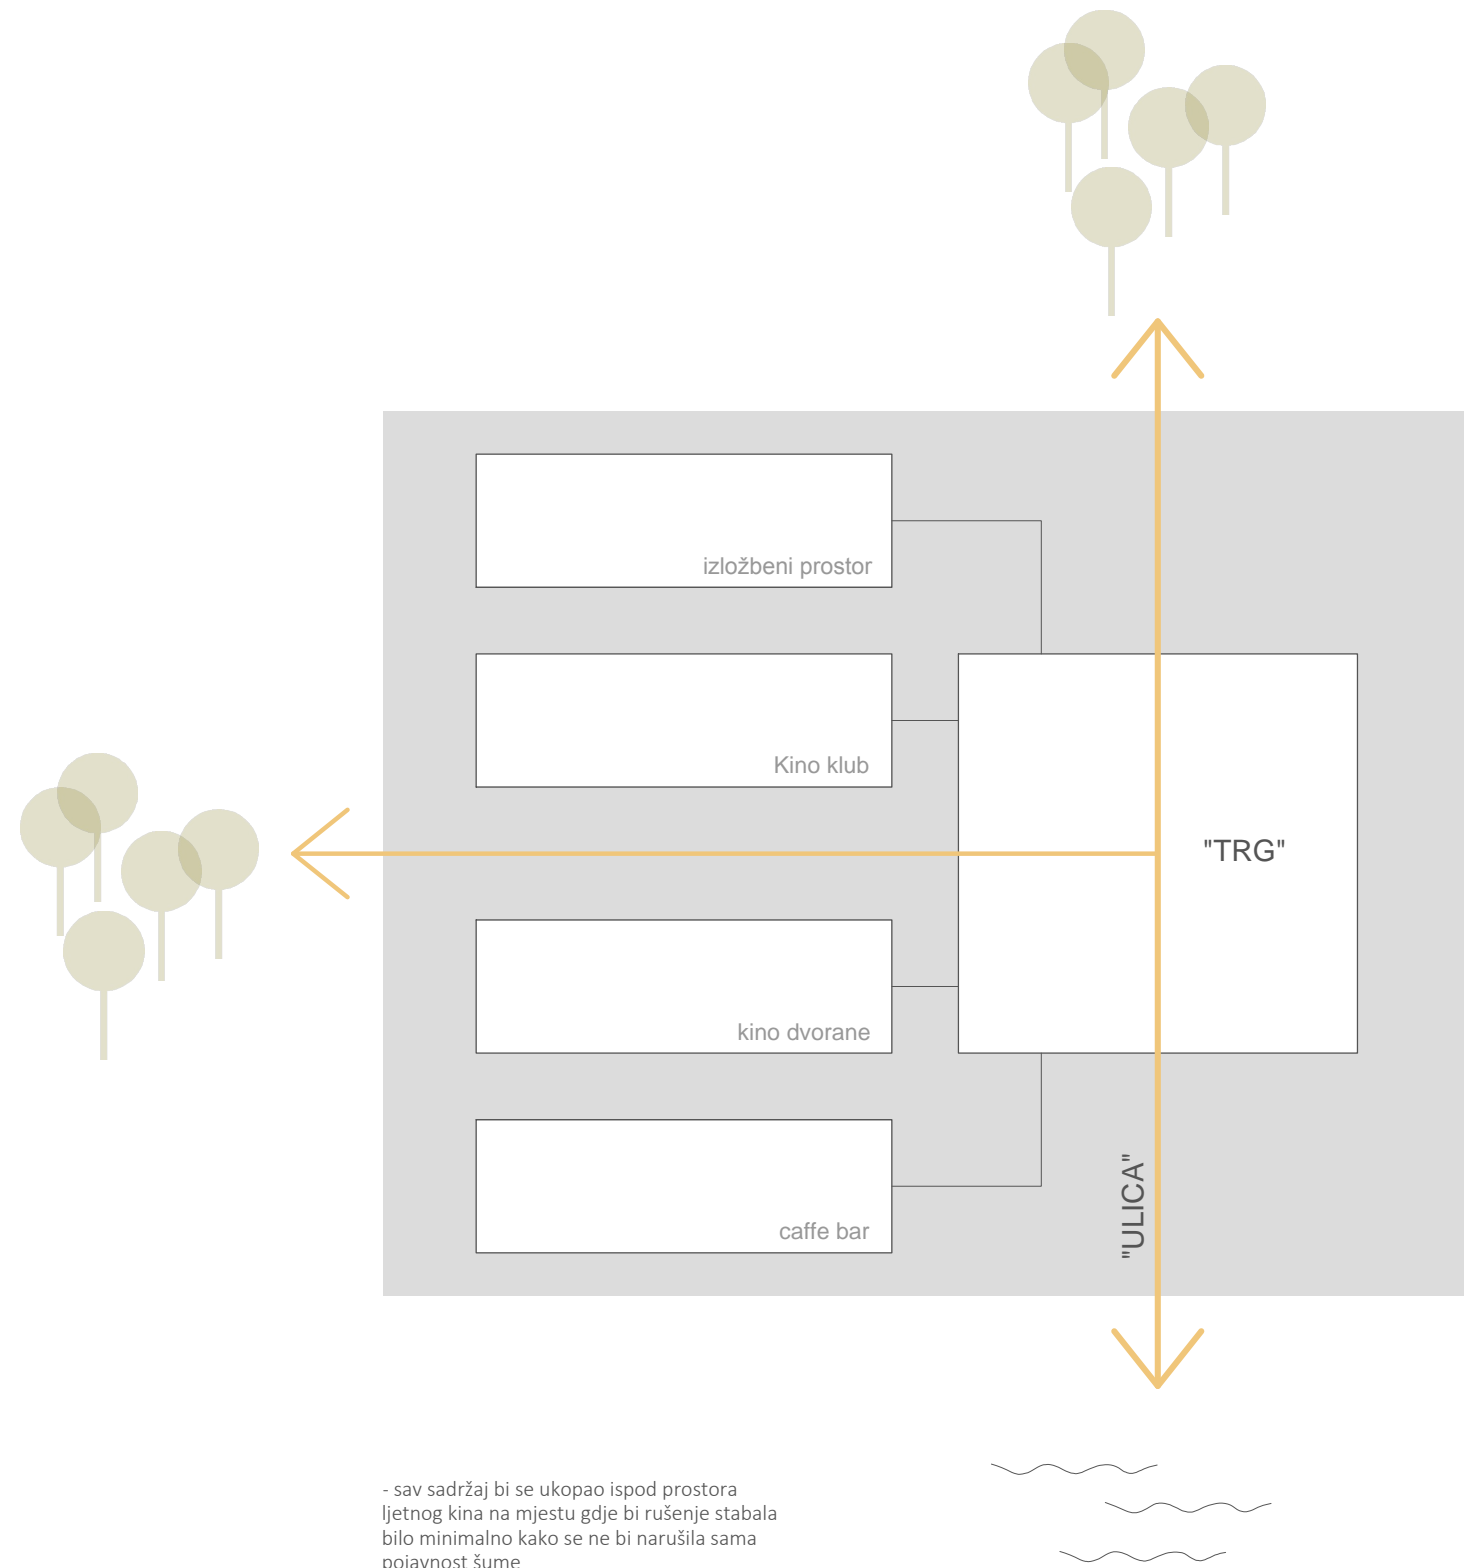 izložbeni prostor
Kino klub
"TRG"
kino dvorane
"ULICA"
caffe bar
- sav sadržaj bi se ukopao ispod prostora
ljetnog kina na mjestu gdje bi rušenje stabala
bilo minimalno kako se ne bi narušila sama
pojavnost šume